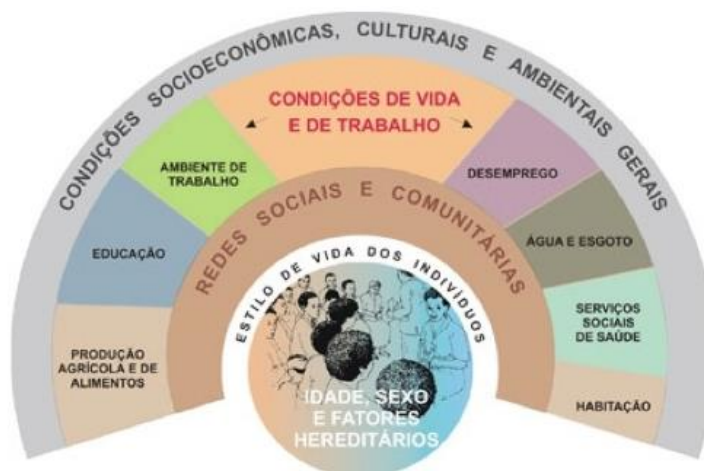 CONDIÇÕES SOCIOECONÔMICAS, CULTURAIS E AMBIENTAIS GERAIS
CONDIÇÕES DE VIDA
E DE TRABALHO
AMBIENTE DE
TRABALHO
DESEMPREGO
REDES SOCIAIS E COMUNITÁRIAS
EDUCAÇÃO
ÁGUA E ESGOTO
ESTILO DE VIDA DOS INDIVÍDUOS
SERVIÇOS
SOCIAIS
DE SAÚDE
PRODUÇÃO
AGRÍCOLA E DE
ALIMENTOS
HABITAÇÃO
IDADE, SEXO
E FATORES
HEREDITÁRIOS